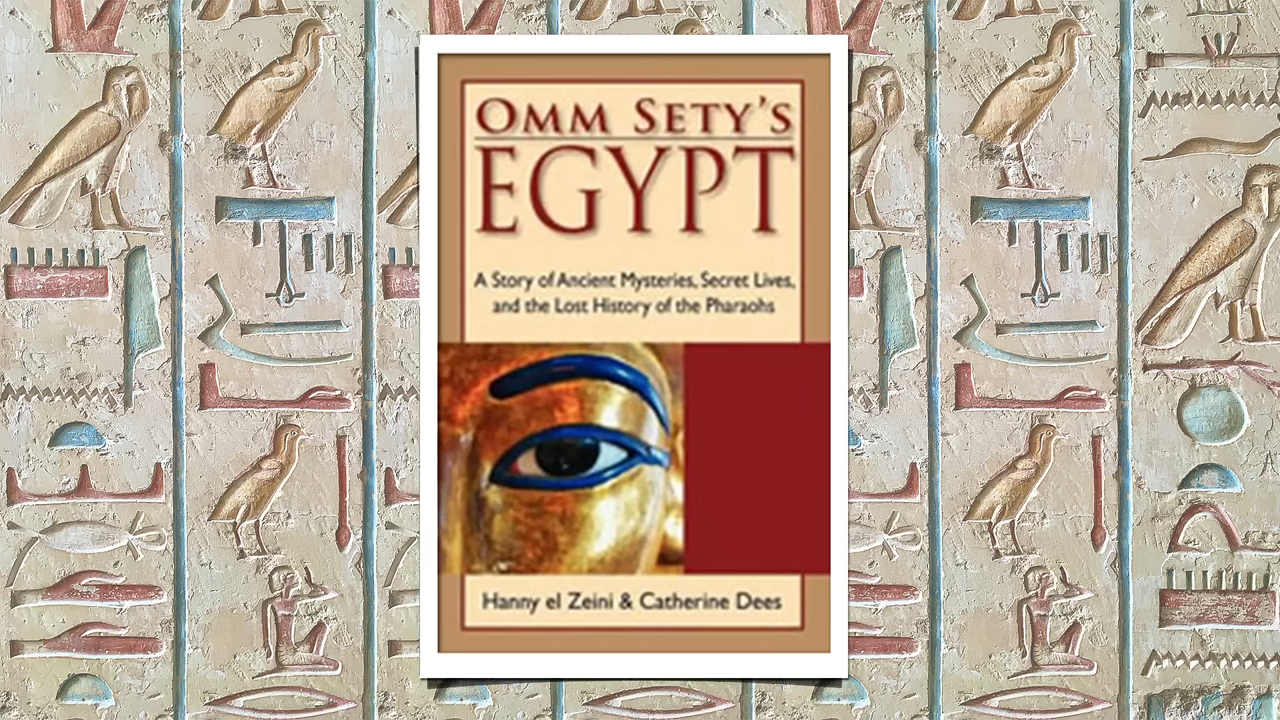 OMM SETY'S
EGYPT
A Story of Ancient Mysteries, Secret Lives,
and the Lost History of the Pharaohs
Hanny el Zeini & Catherine Dees